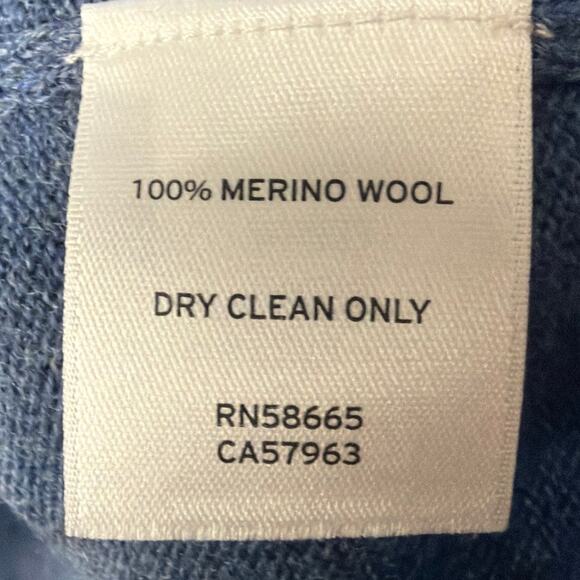 100% MERINO WOOL
DRY CLEAN ONLY
RN58665
CA57963